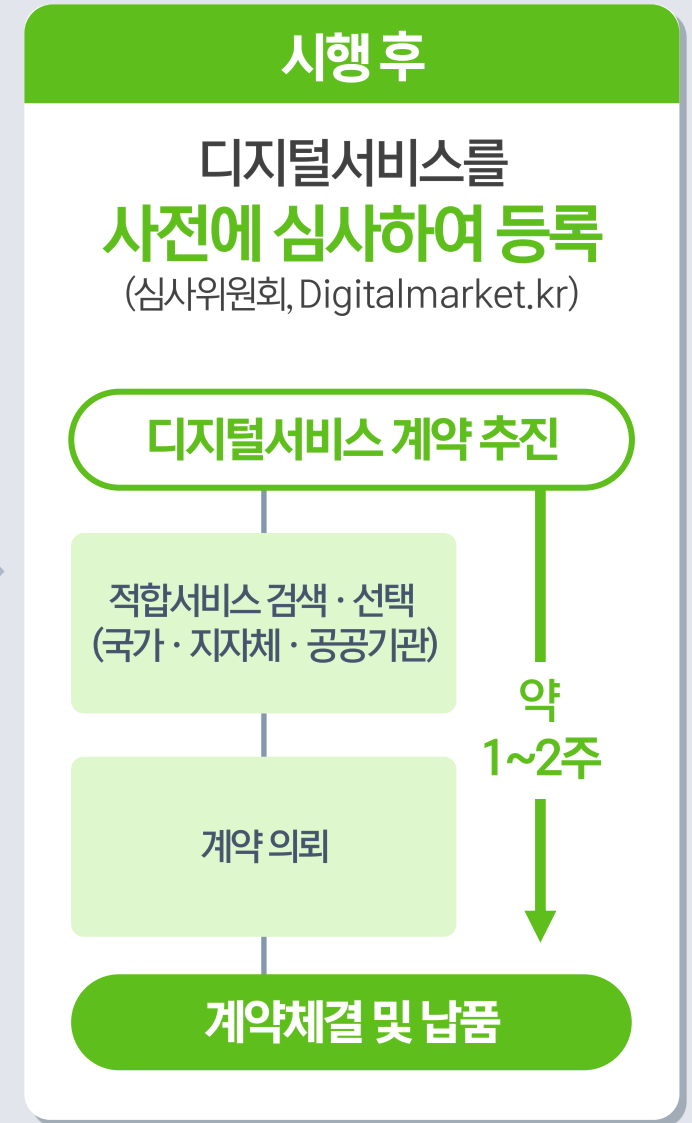 시행 후
디지털서비스를
사전에 심사하여 등록
(심사위원회, Digitalmarket.kr)
디지털서비스 계약 추진
적합서비스 검색 · 선택
(국가 · 지자체 · 공공기관)
약
1~2주
계약 의뢰
계약체결 및 납품